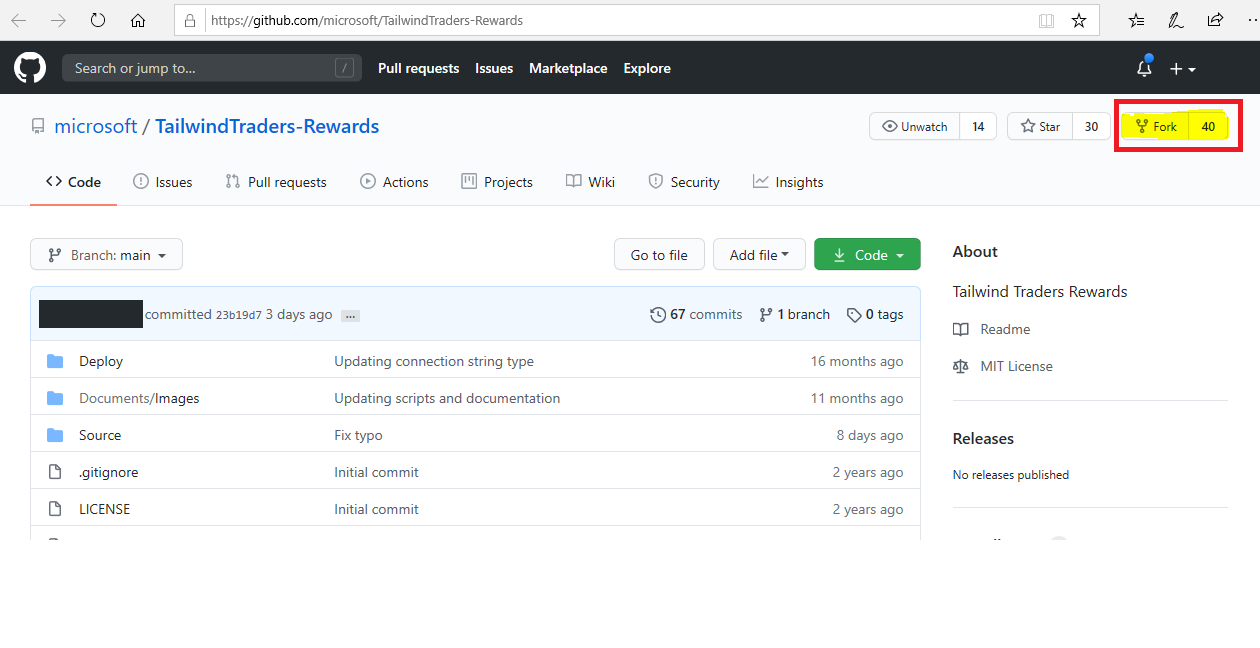 https://github.com/microsoft/TailwindTraders-Rewards
Search or jump to... / Pull requests Issues Marketplace Explore
microsoft / TailwindTraders-Rewards Unwatch 14 Star 30 Fork 40
Code Issues Pull requests Actions Projects Wiki Security Insights
Branch: main Go to file Add file Code
committed 23b19d7 3 days ago ... 67 commits 1 branch 0 tags
Deploy Updating connection string type 16 months ago
Documents/Images Updating scripts and documentation 11 months ago
Source Fix typo 8 days ago
.gitignore Initial commit 2 years ago
LICENSE Initial commit 2 years ago
About
Tailwind Traders Rewards
Readme
MIT License
Releases
No releases published